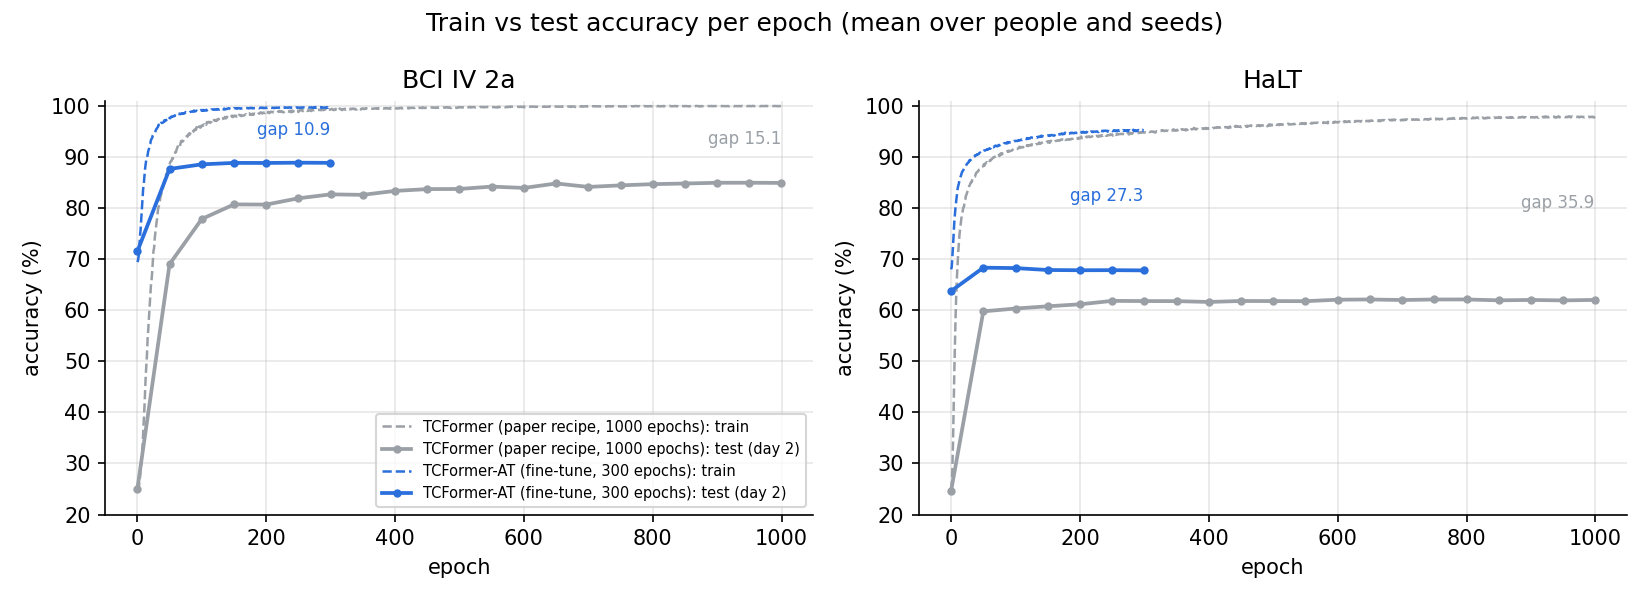 Train vs test accuracy per epoch (mean over people and seeds)
BCI IV 2a
accuracy (%)
100
90
80
70
60
50
40
30
20
gap 10.9
gap 15.1
TCFormer (paper recipe, 1000 epochs): train
TCFormer (paper recipe, 1000 epochs): test (day 2)
TCFormer-AT (fine-tune, 300 epochs): train
TCFormer-AT (fine-tune, 300 epochs): test (day 2)
0 200 400 600 800 1000
epoch
HaLT
accuracy (%)
100
90
80
70
60
50
40
30
20
gap 27.3
gap 35.9
0 200 400 600 800 1000
epoch